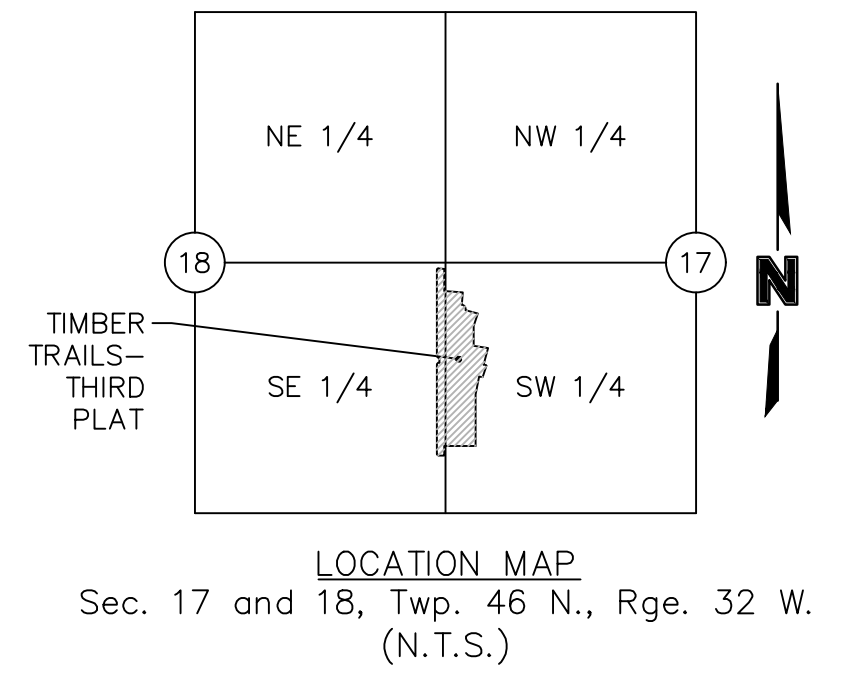 NE 1/4
NW 1/4
18
17
N
TIMBER
TRAILS-
THIRD
PLAT
SE 1/4
SW 1/4
LOCATION MAP
Sec. 17 and 18, Twp. 46 N., Rge. 32 W.
(N.T.S.)